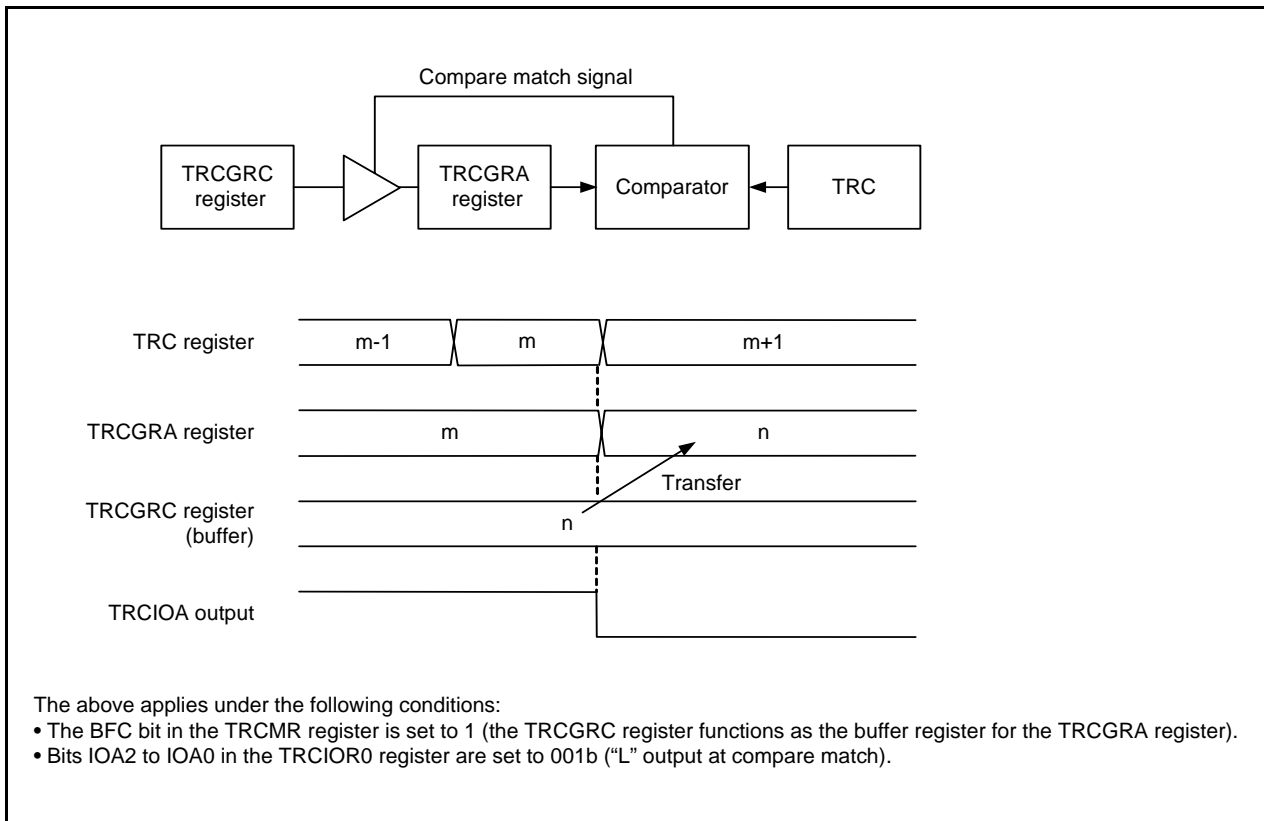 Compare match signal
TRCGRC
register
TRCGRA
register
Comparator
TRC
TRC register
m-1
m
m+1
TRCGRA register
m
n
Transfer
TRCGRC register
(buffer)
n
TRCIOA output
The above applies under the following conditions:
• The BFC bit in the TRCMR register is set to 1 (the TRCGRC register functions as the buffer register for the TRCGRA register).
• Bits IOA2 to IOA0 in the TRCIOR0 register are set to 001b (“L” output at compare match).